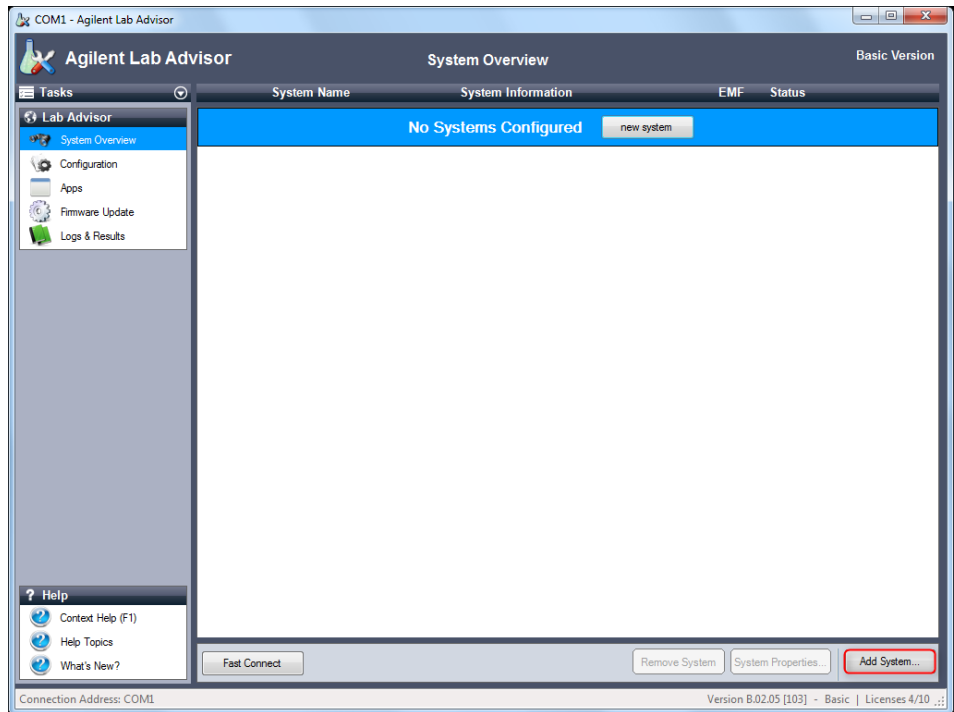 COM1 - Agilent Lab Advisor
Agilent Lab Advisor
System Overview
Basic Version
Tasks
System Name
System Information
EMF
Status
Lab Advisor
System Overview
Configuration
Apps
Firmware Update
Logs & Results
No Systems Configured
new system
? Help
Context Help (F1)
Help Topics
What's New?
Fast Connect
Remove System
System Properties...
Add System...
Connection Address: COM1
Version B.02.05 [103] - Basic | Licenses 4/10